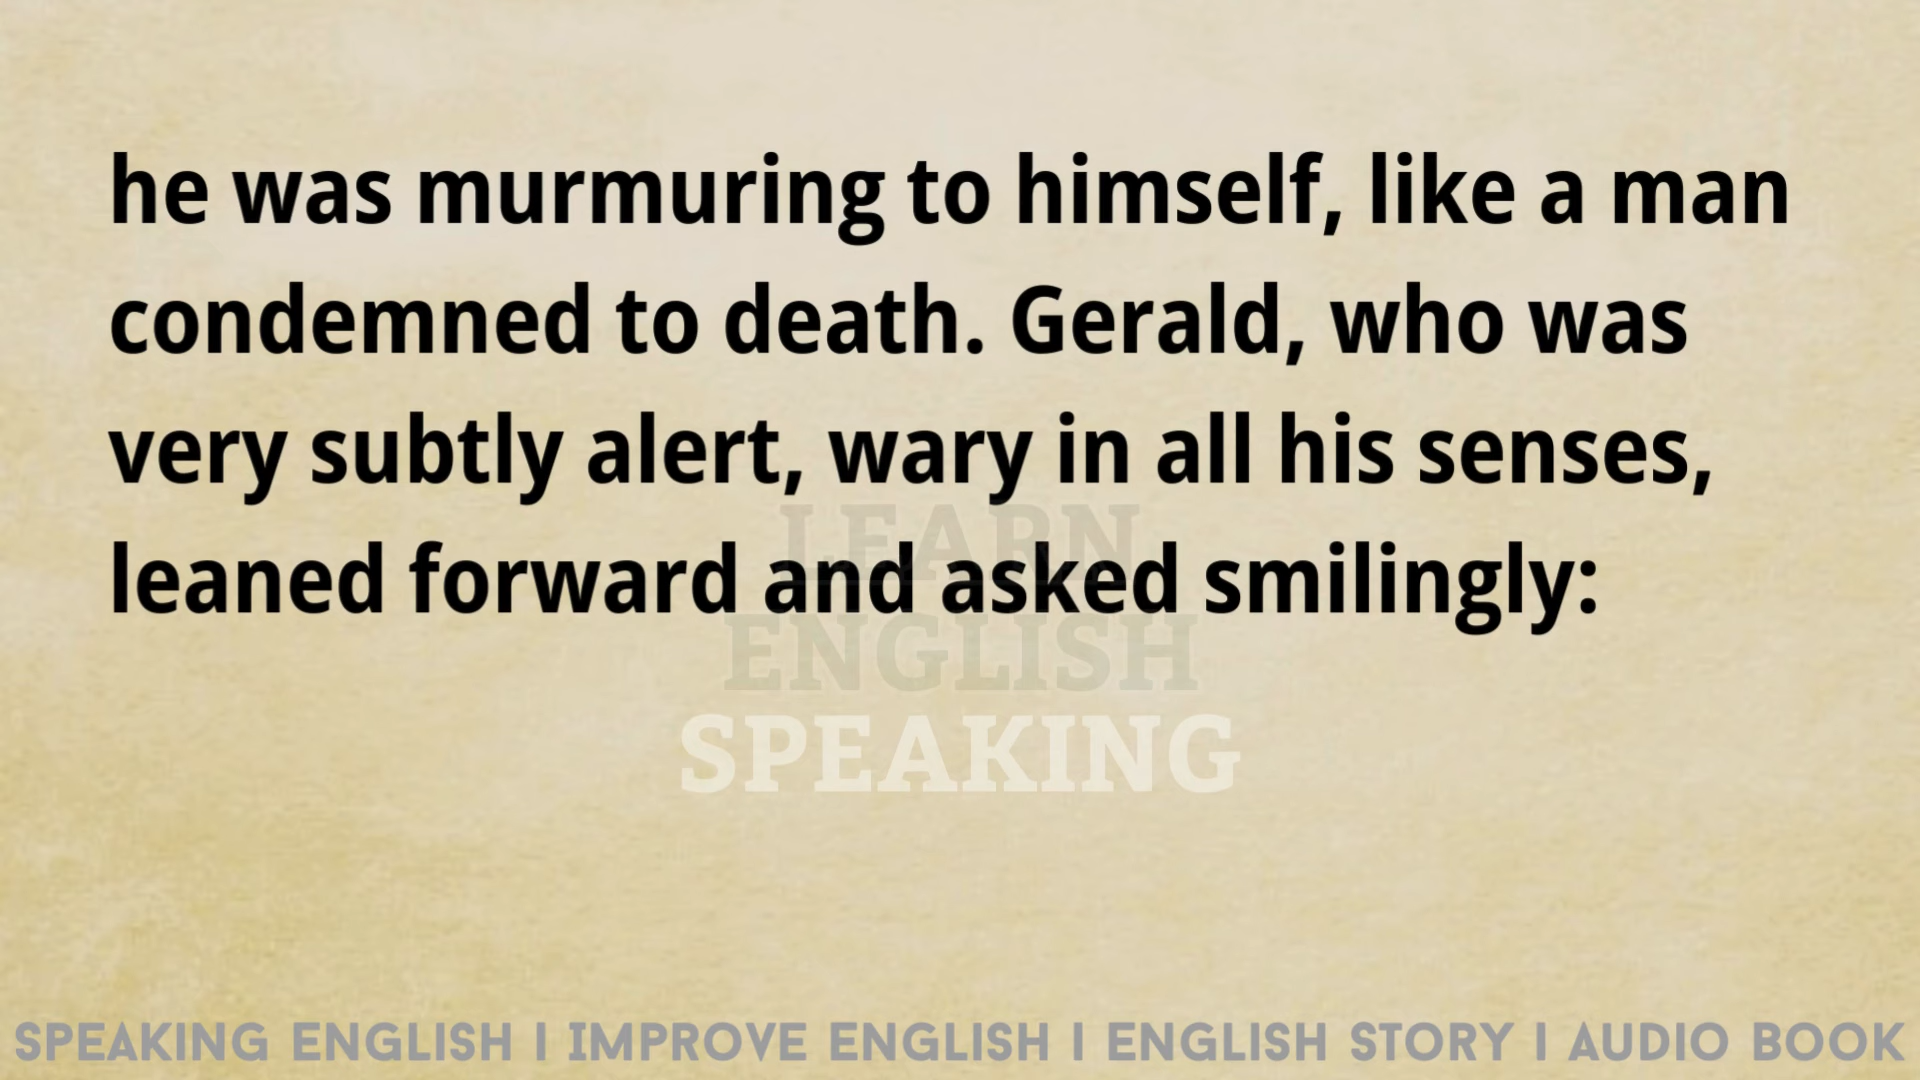 he was murmuring to himself, like a man
condemned to death. Gerald, who was
very subtly alert, wary in all his senses,
leaned forward and asked smilingly:
LEARN
ENGLISH
SPEAKING
SPEAKING ENGLISH I IMPROVE ENGLISH I ENGLISH STORY I AUDIO BOOK